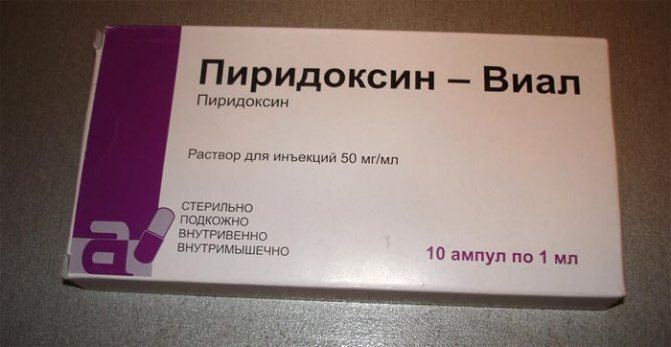 Пиридоксин – Виал
Пиридоксин
Раствор для инъекций 50 мг/мл
СТЕРИЛЬНО
ПОДКОЖНО
ВНУТРИВЕННО
ВНУТРИМЫШЕЧНО
а
10 ампул по 1 мл